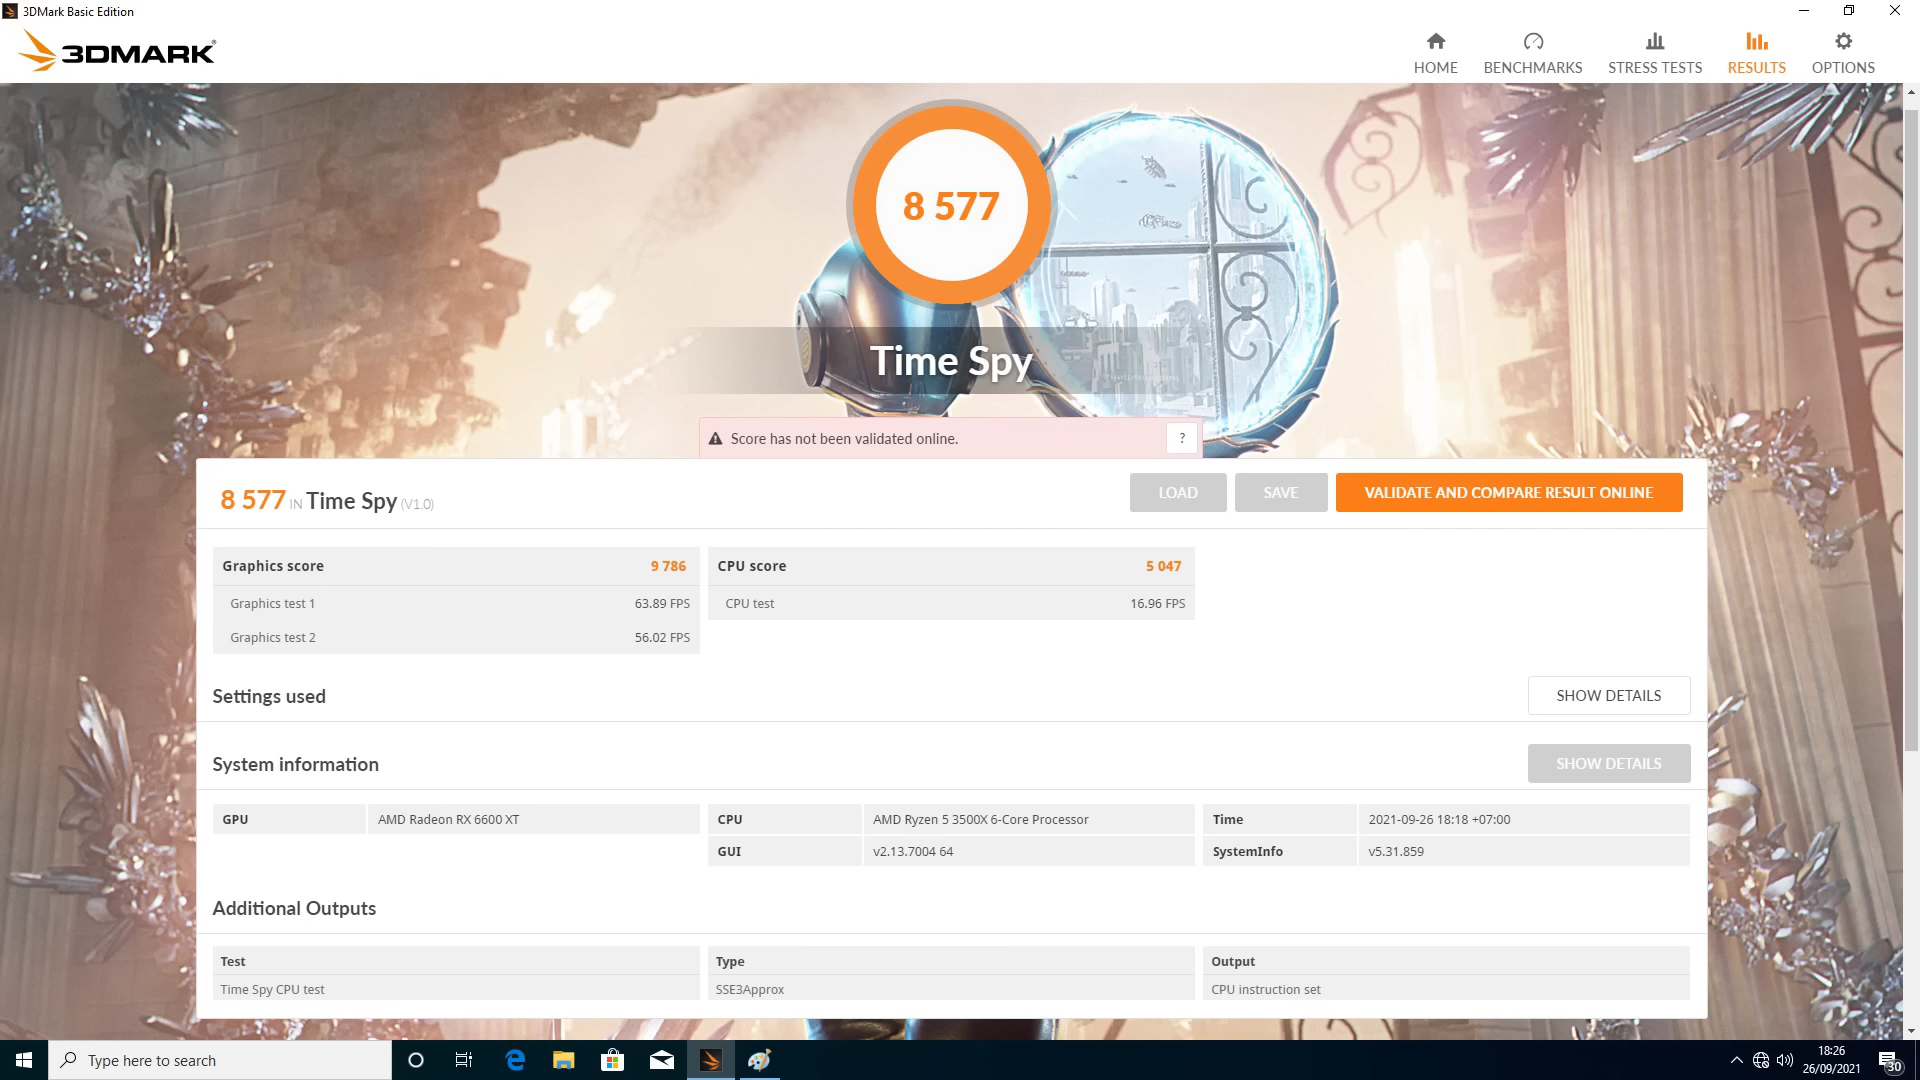 3DMark Basic Edition
3DMARK®
HOME
BENCHMARKS
STRESS TESTS
RESULTS
OPTIONS
8 577
Time Spy
Score has not been validated online.
?
8 577 IN Time Spy (V1.0)
LOAD
SAVE
VALIDATE AND COMPARE RESULT ONLINE
Graphics score 9 786
Graphics test 1 63.89 FPS
Graphics test 2 56.02 FPS
CPU score 5 047
CPU test 16.96 FPS
Settings used
SHOW DETAILS
System information
SHOW DETAILS
GPU AMD Radeon RX 6600 XT
CPU AMD Ryzen 5 3500X 6-Core Processor
Time 2021-09-26 18:18 +07:00
GUI v2.13.7004 64
SystemInfo v5.31.859
Additional Outputs
Test Type Output
Time Spy CPU test SSE3Approx CPU instruction set
Type here to search
18:26
26/09/2021
30